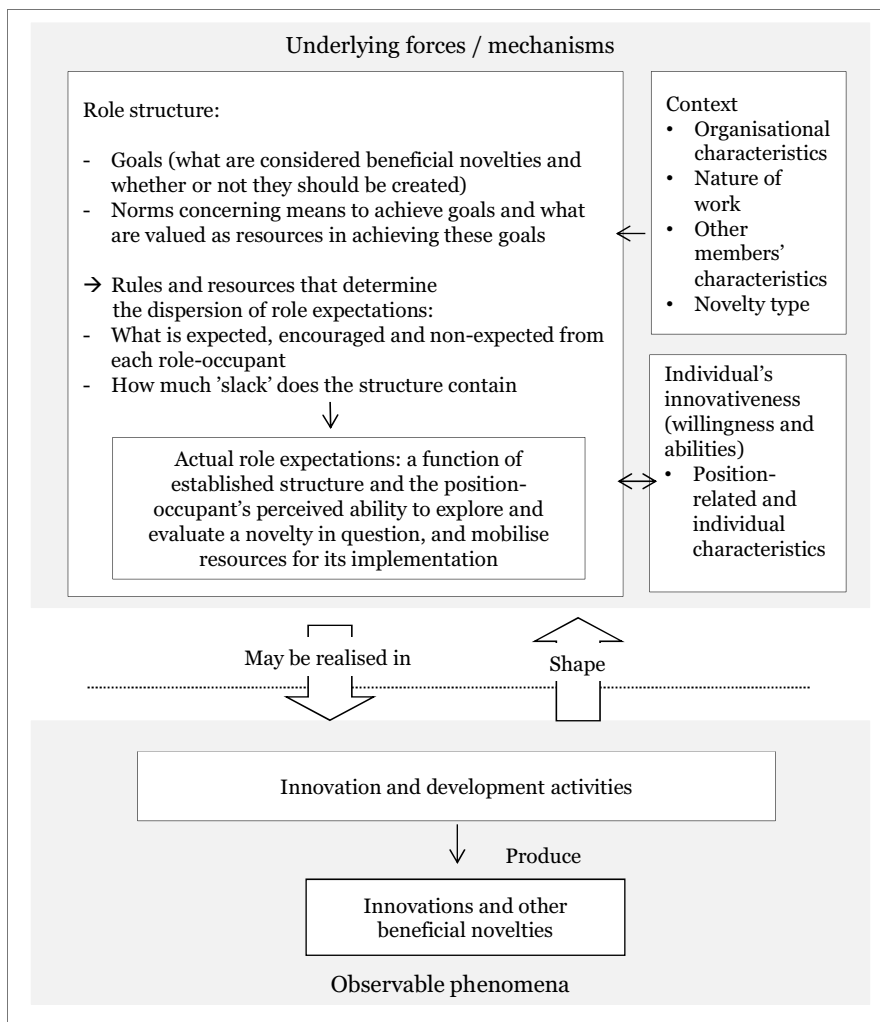 Underlying forces / mechanisms
Role structure:
- Goals (what are considered beneficial novelties and
whether or not they should be created)
- Norms concerning means to achieve goals and what
are valued as resources in achieving these goals
→ Rules and resources that determine
the dispersion of role expectations:
- What is expected, encouraged and non-expected from
each role-occupant
- How much ’slack’ does the structure contain
Actual role expectations: a function of
established structure and the position-
occupant’s perceived ability to explore and
evaluate a novelty in question, and mobilise
resources for its implementation
Context
• Organisational
characteristics
• Nature of
work
• Other
members’
characteristics
• Novelty type
Individual’s
innovativeness
(willingness and
abilities)
• Position-
related and
individual
characteristics
May be realised in
Shape
Innovation and development activities
Produce
Innovations and other
beneficial novelties
Observable phenomena